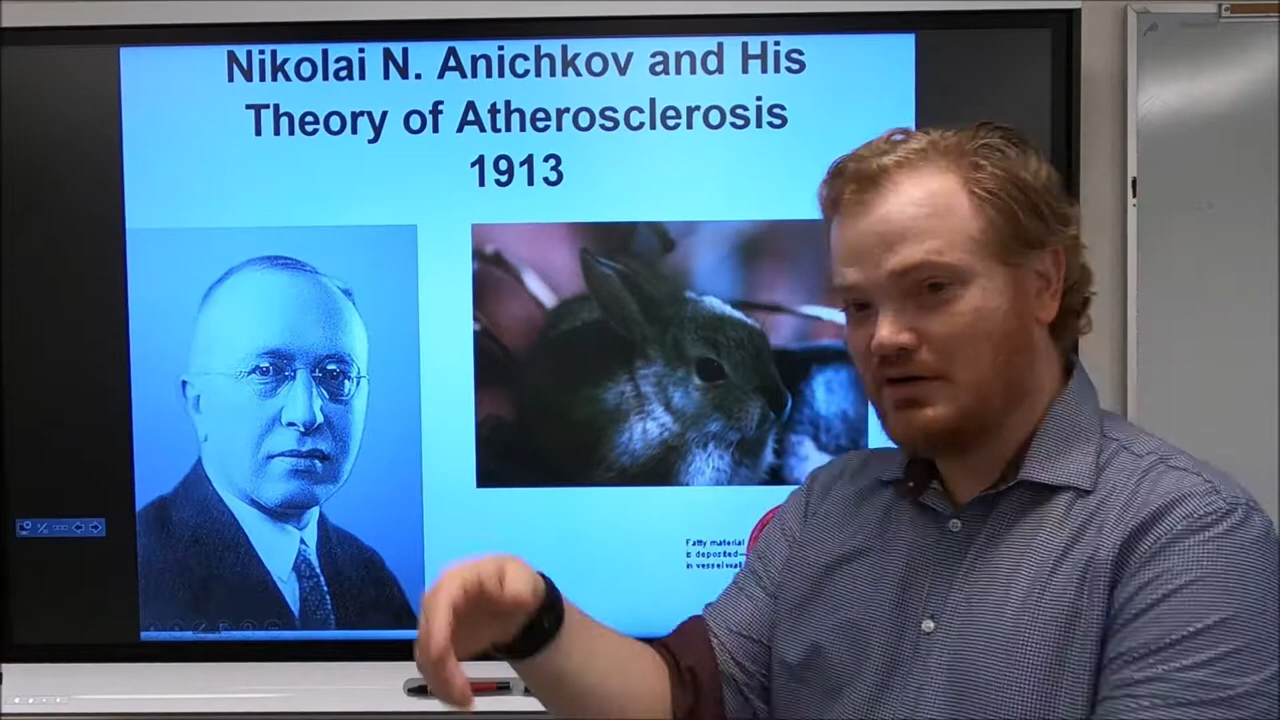 Nikolai N. Anichkov and His
Theory of Atherosclerosis
1913
Fatty material
is deposited
in vessel wall